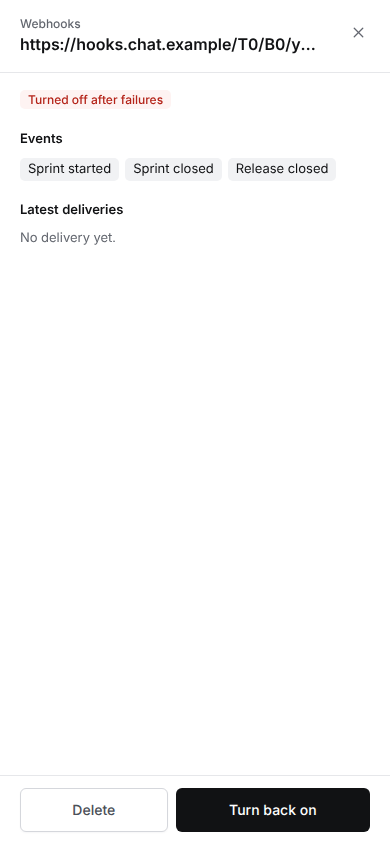 Webhooks
https://hooks.chat.example/T0/B0/y...
Turned off after failures
Events
Sprint started Sprint closed Release closed
Latest deliveries
No delivery yet.
Delete Turn back on